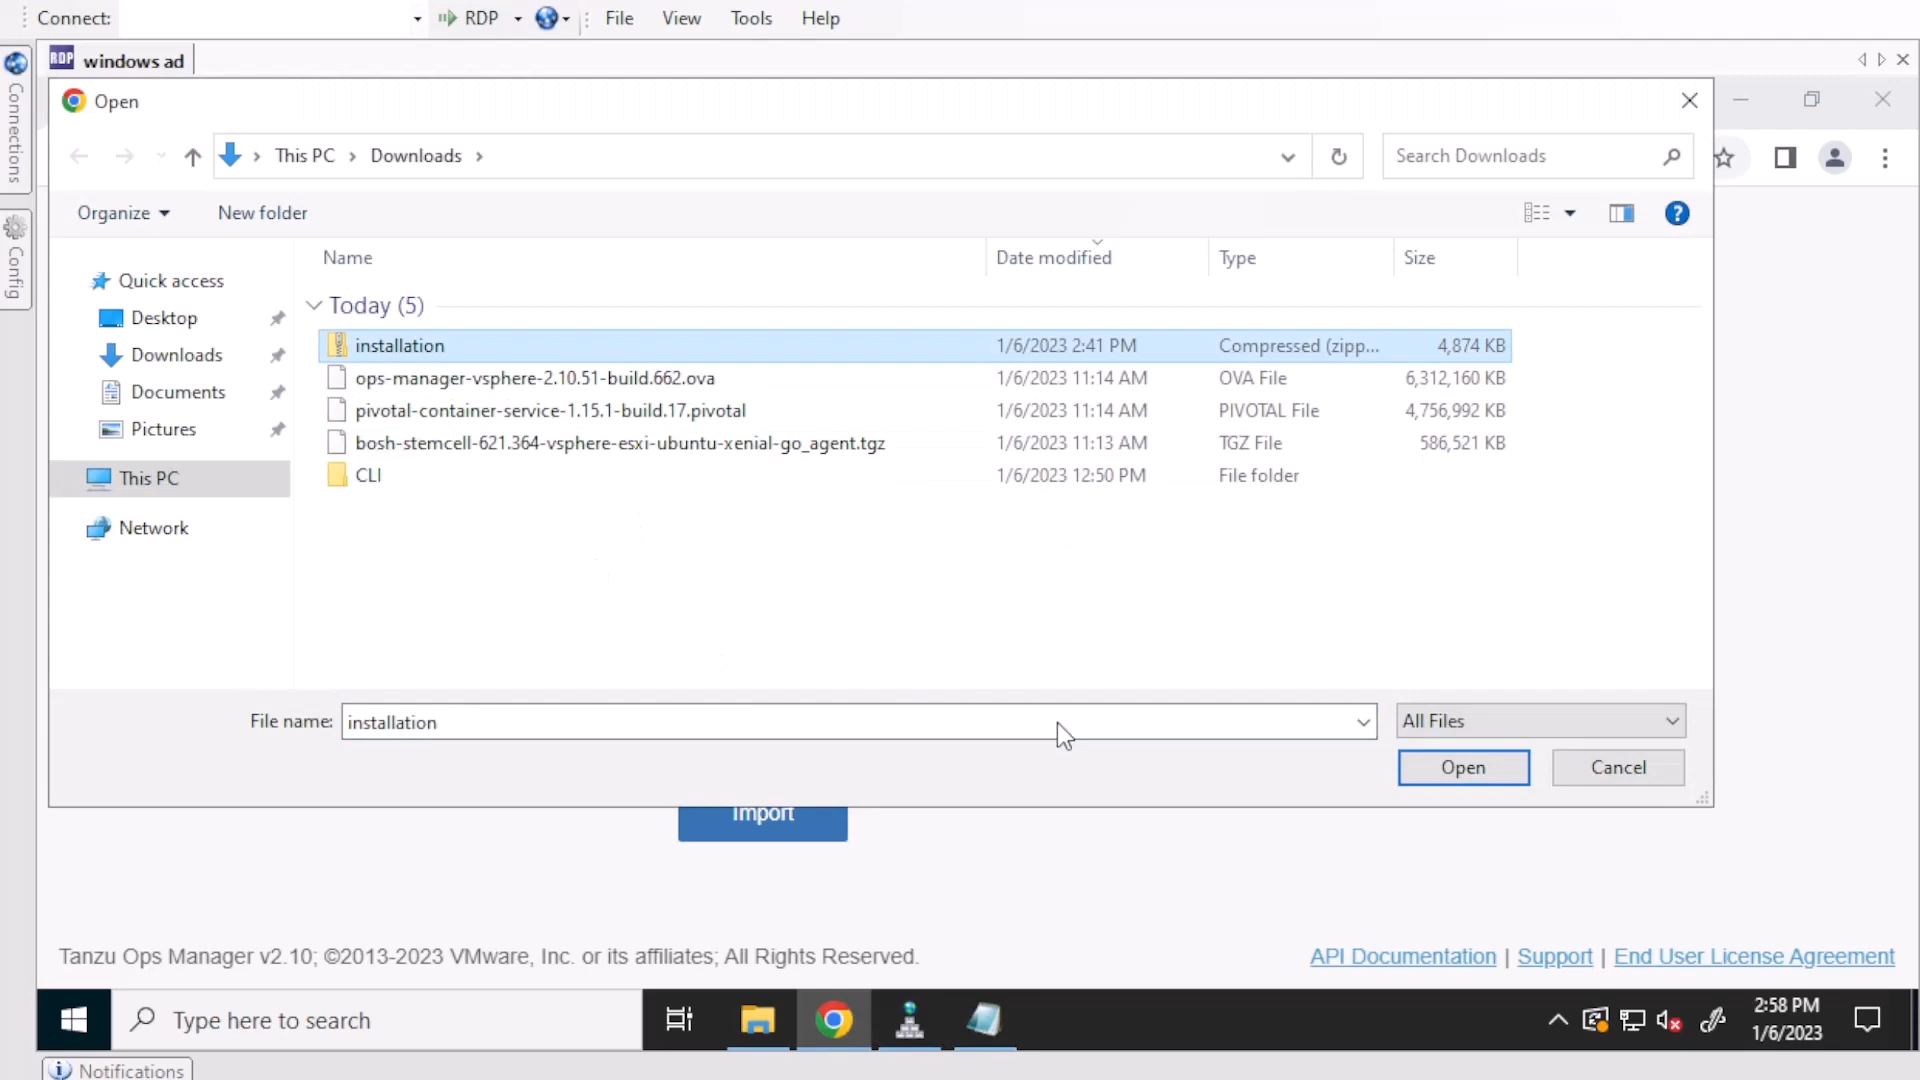 Connect:
RDP
File
View
Tools
Help
Connections
Config
RDP
windows ad
Open
This PC
Downloads
Search Downloads
Organize
New folder
?
Name
Date modified
Type
Size
Quick access
Desktop
Downloads
Documents
Pictures
This PC
Network
Today (5)
installation 1/6/2023 2:41 PM Compressed (zipp... 4,874 KB
ops-manager-vsphere-2.10.51-build.662.ova 1/6/2023 11:14 AM OVA File 6,312,160 KB
pivotal-container-service-1.15.1-build.17.pivotal 1/6/2023 11:14 AM PIVOTAL File 4,756,992 KB
bosh-stemcell-621.364-vsphere-esxi-ubuntu-xenial-go_agent.tgz 1/6/2023 11:13 AM TGZ File 586,521 KB
CLI 1/6/2023 12:50 PM File folder
File name: installation
All Files
Open
Cancel
Import
Tanzu Ops Manager v2.10; ©2013-2023 VMware, Inc. or its affiliates; All Rights Reserved.
API Documentation | Support | End User License Agreement
Type here to search
2:58 PM
1/6/2023
Notifications